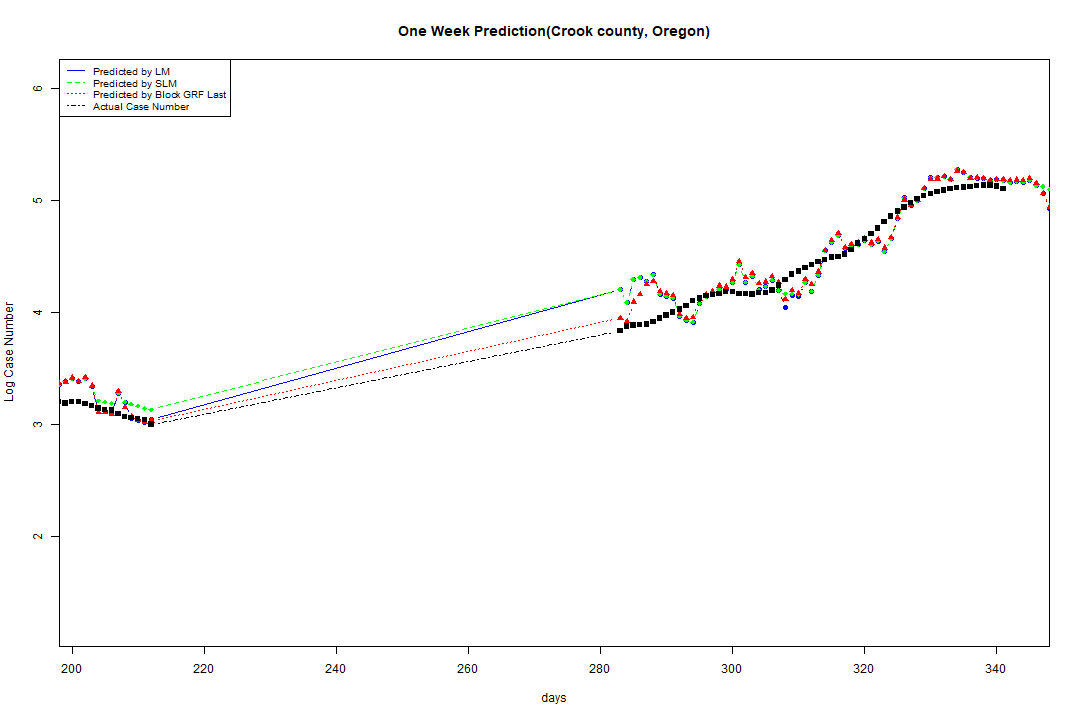 One Week Prediction(Crook county, Oregon)
Predicted by LM
Predicted by SLM
Predicted by Block GRF Last
Actual Case Number
6
5
4
3
2
Log Case Number
200 220 240 260 280 300 320 340
days